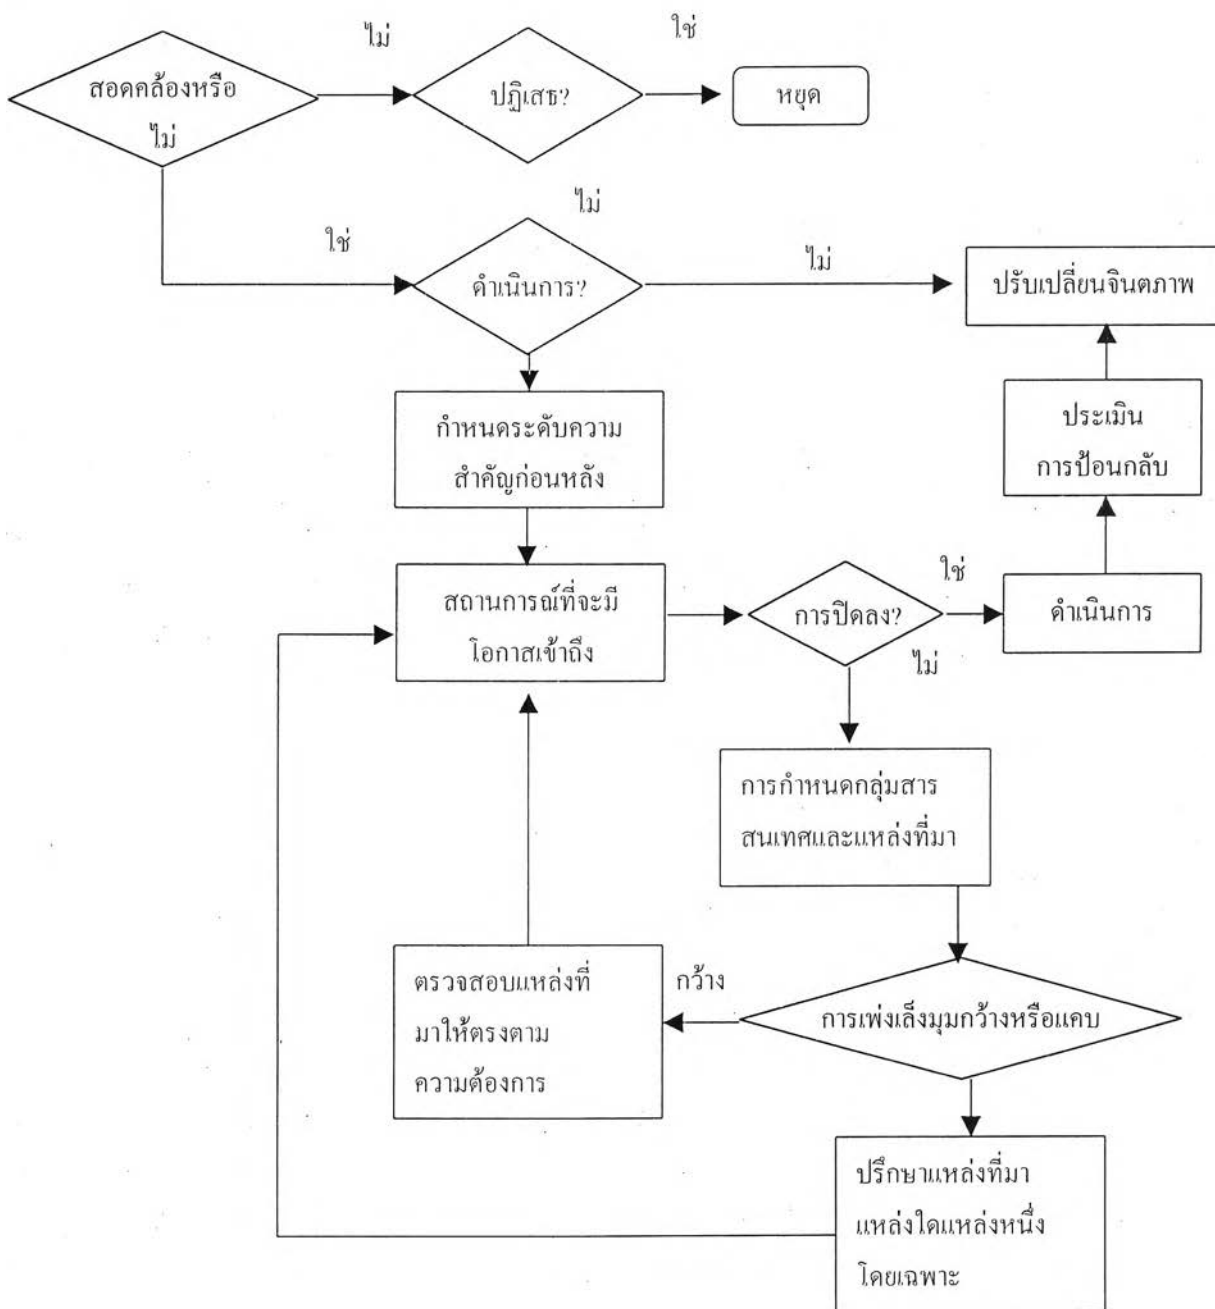 ไม่
ใช่
สอดคล้องหรือ
ไม่
ปฏิเสธ?
หยุด
ไม่
ใช่
ดำเนินการ?
ไม่
ปรับเปลี่ยนจินตภาพ
กำหนดระดับความ
สำคัญก่อนหลัง
ประเมิน
การป้อนกลับ
สถานการณ์ที่จะมี
โอกาสเข้าถึง
การปิดลง?
ใช่
ไม่
ดำเนินการ
การกำหนดกลุ่มสาร
สนเทศและแหล่งที่มา
ตรวจสอบแหล่งที่
มาให้ตรงตาม
ความต้องการ
กว้าง
การเพ่งเล็งมุมกว้างหรือแคบ
ปรึกษาแหล่งที่มา
แหล่งใดแหล่งหนึ่ง
โดยเฉพาะ